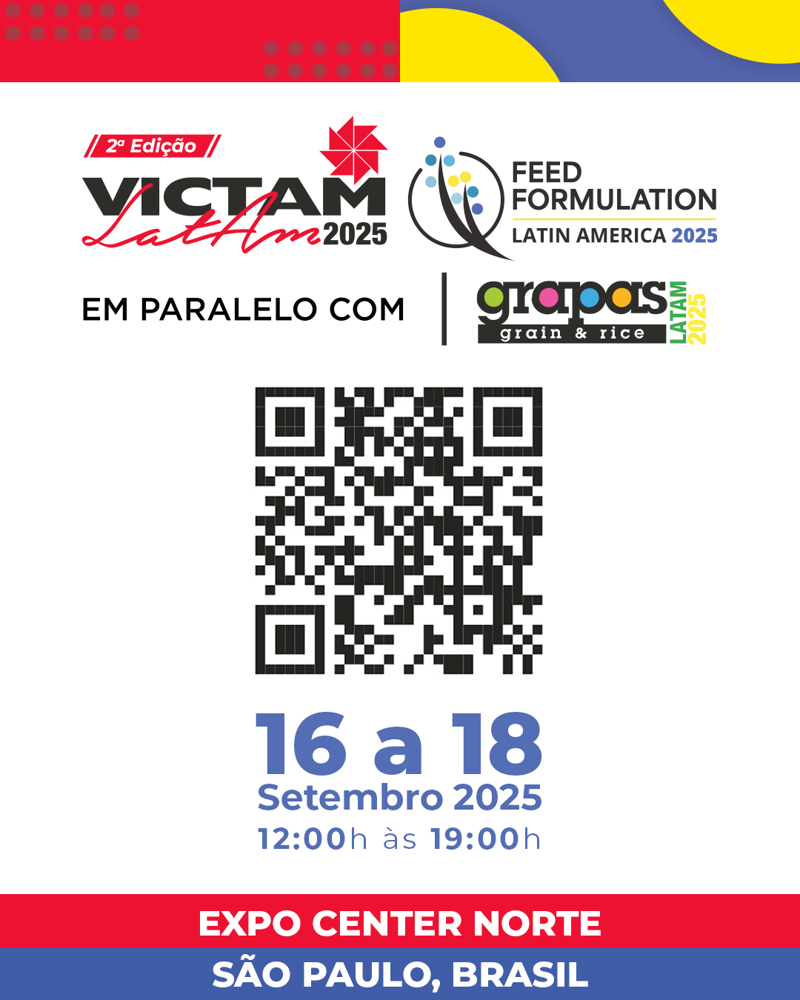 2ª Edição
VICTAM
LatAm 2025
FEED
FORMULATION
LATIN AMERICA 2025
EM PARALELO COM
grapas
grain & rice
LATAM
2025
16 a 18
Setembro 2025
12:00h às 19:00h
EXPO CENTER NORTE
SÃO PAULO, BRASIL